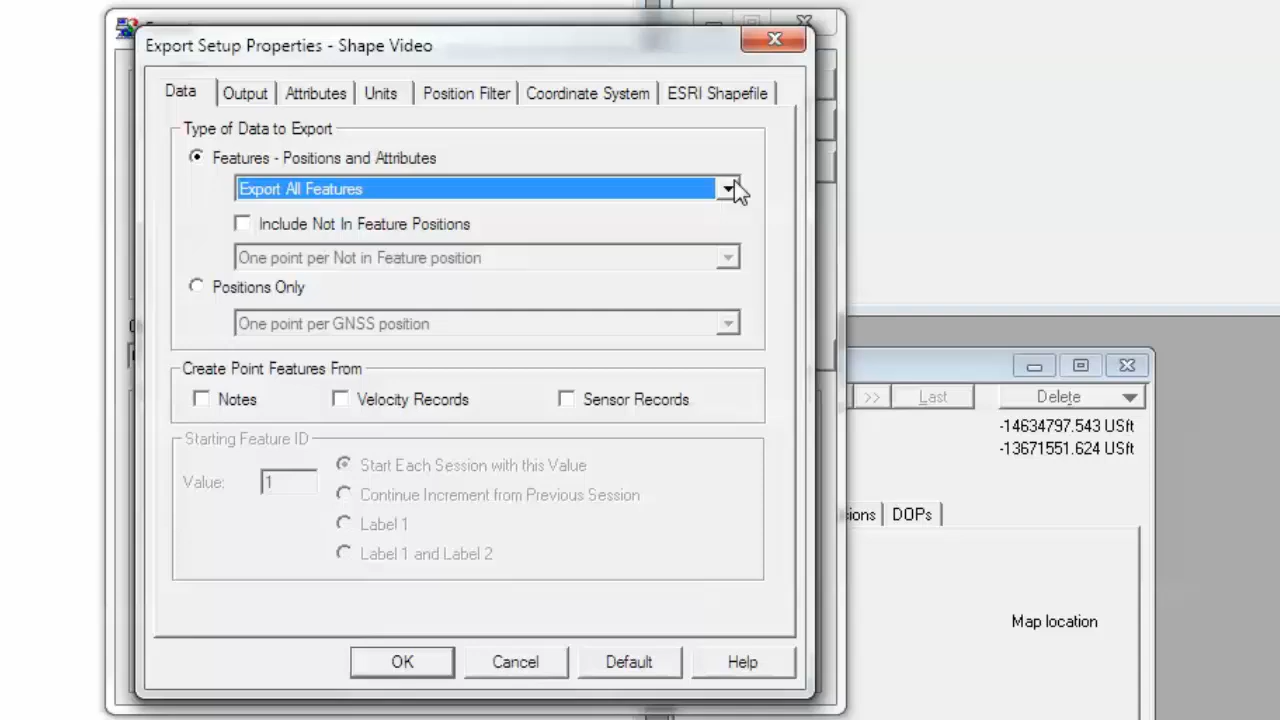 Export Setup Properties - Shape Video
Data Output Attributes Units Position Filter Coordinate System ESRI Shapefile
Type of Data to Export
Features - Positions and Attributes
Export All Features
Include Not In Feature Positions
One point per Not in Feature position
Positions Only
One point per GNSS position
Create Point Features From
Notes Velocity Records Sensor Records
Starting Feature ID
Value: 1
Start Each Session with this Value
Continue Increment from Previous Session
Label 1
Label 1 and Label 2
OK Cancel Default Help
>> Last Delete
-14634797.543 USft
-13671551.624 USft
ions DOPs
Map location